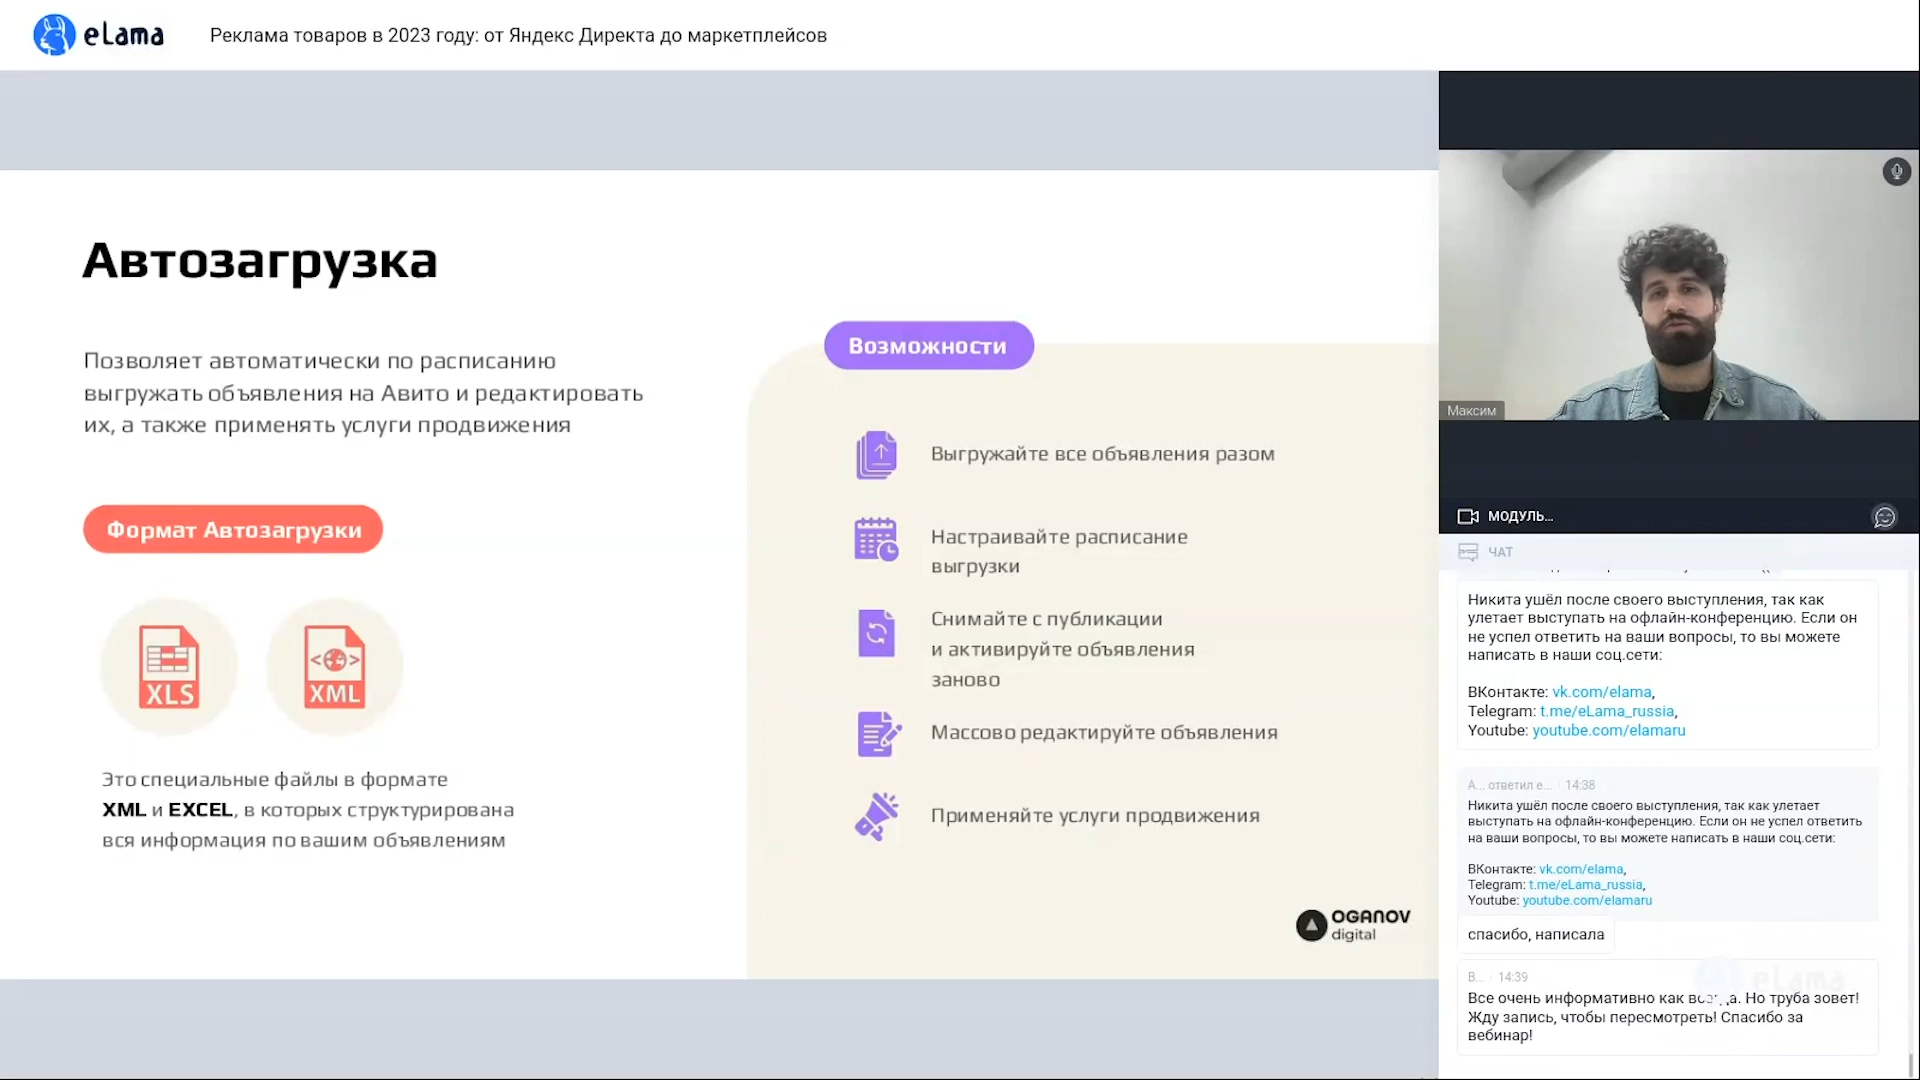 eLama
Реклама товаров в 2023 году: от Яндекс Директа до маркетплейсов
Автозагрузка
Позволяет автоматически по расписанию
выгружать объявления на Авито и редактировать
их, а также применять услуги продвижения
Формат Автозагрузки
XLS
XML
Это специальные файлы в формате
XML и EXCEL, в которых структурирована
вся информация по вашим объявлениям
Возможности
Выгружайте все объявления разом
Настраивайте расписание
выгрузки
Снимайте с публикации
и активируйте объявления
заново
Массово редактируйте объявления
Применяйте услуги продвижения
OGANOV
digital
Максим
МОДУЛЬ...
ЧАТ
Никита ушёл после своего выступления, так как
улетает выступать на офлайн-конференцию. Если он
не успел ответить на ваши вопросы, то вы можете
написать в наши соц.сети:
ВКонтакте: vk.com/elama,
Telegram: t.me/eLama_russia,
Youtube: youtube.com/elamaru
А... ответил е... 14:38
Никита ушёл после своего выступления, так как улетает
выступать на офлайн-конференцию. Если он не успел ответить
на ваши вопросы, то вы можете написать в наши соц.сети:
ВКонтакте: vk.com/elama,
Telegram: t.me/eLama_russia,
Youtube: youtube.com/elamaru
спасибо, написала
В... 14:39
eLama
Все очень информативно как всегда. Но труба зовет!
Жду запись, чтобы пересмотреть! Спасибо за
вебинар!